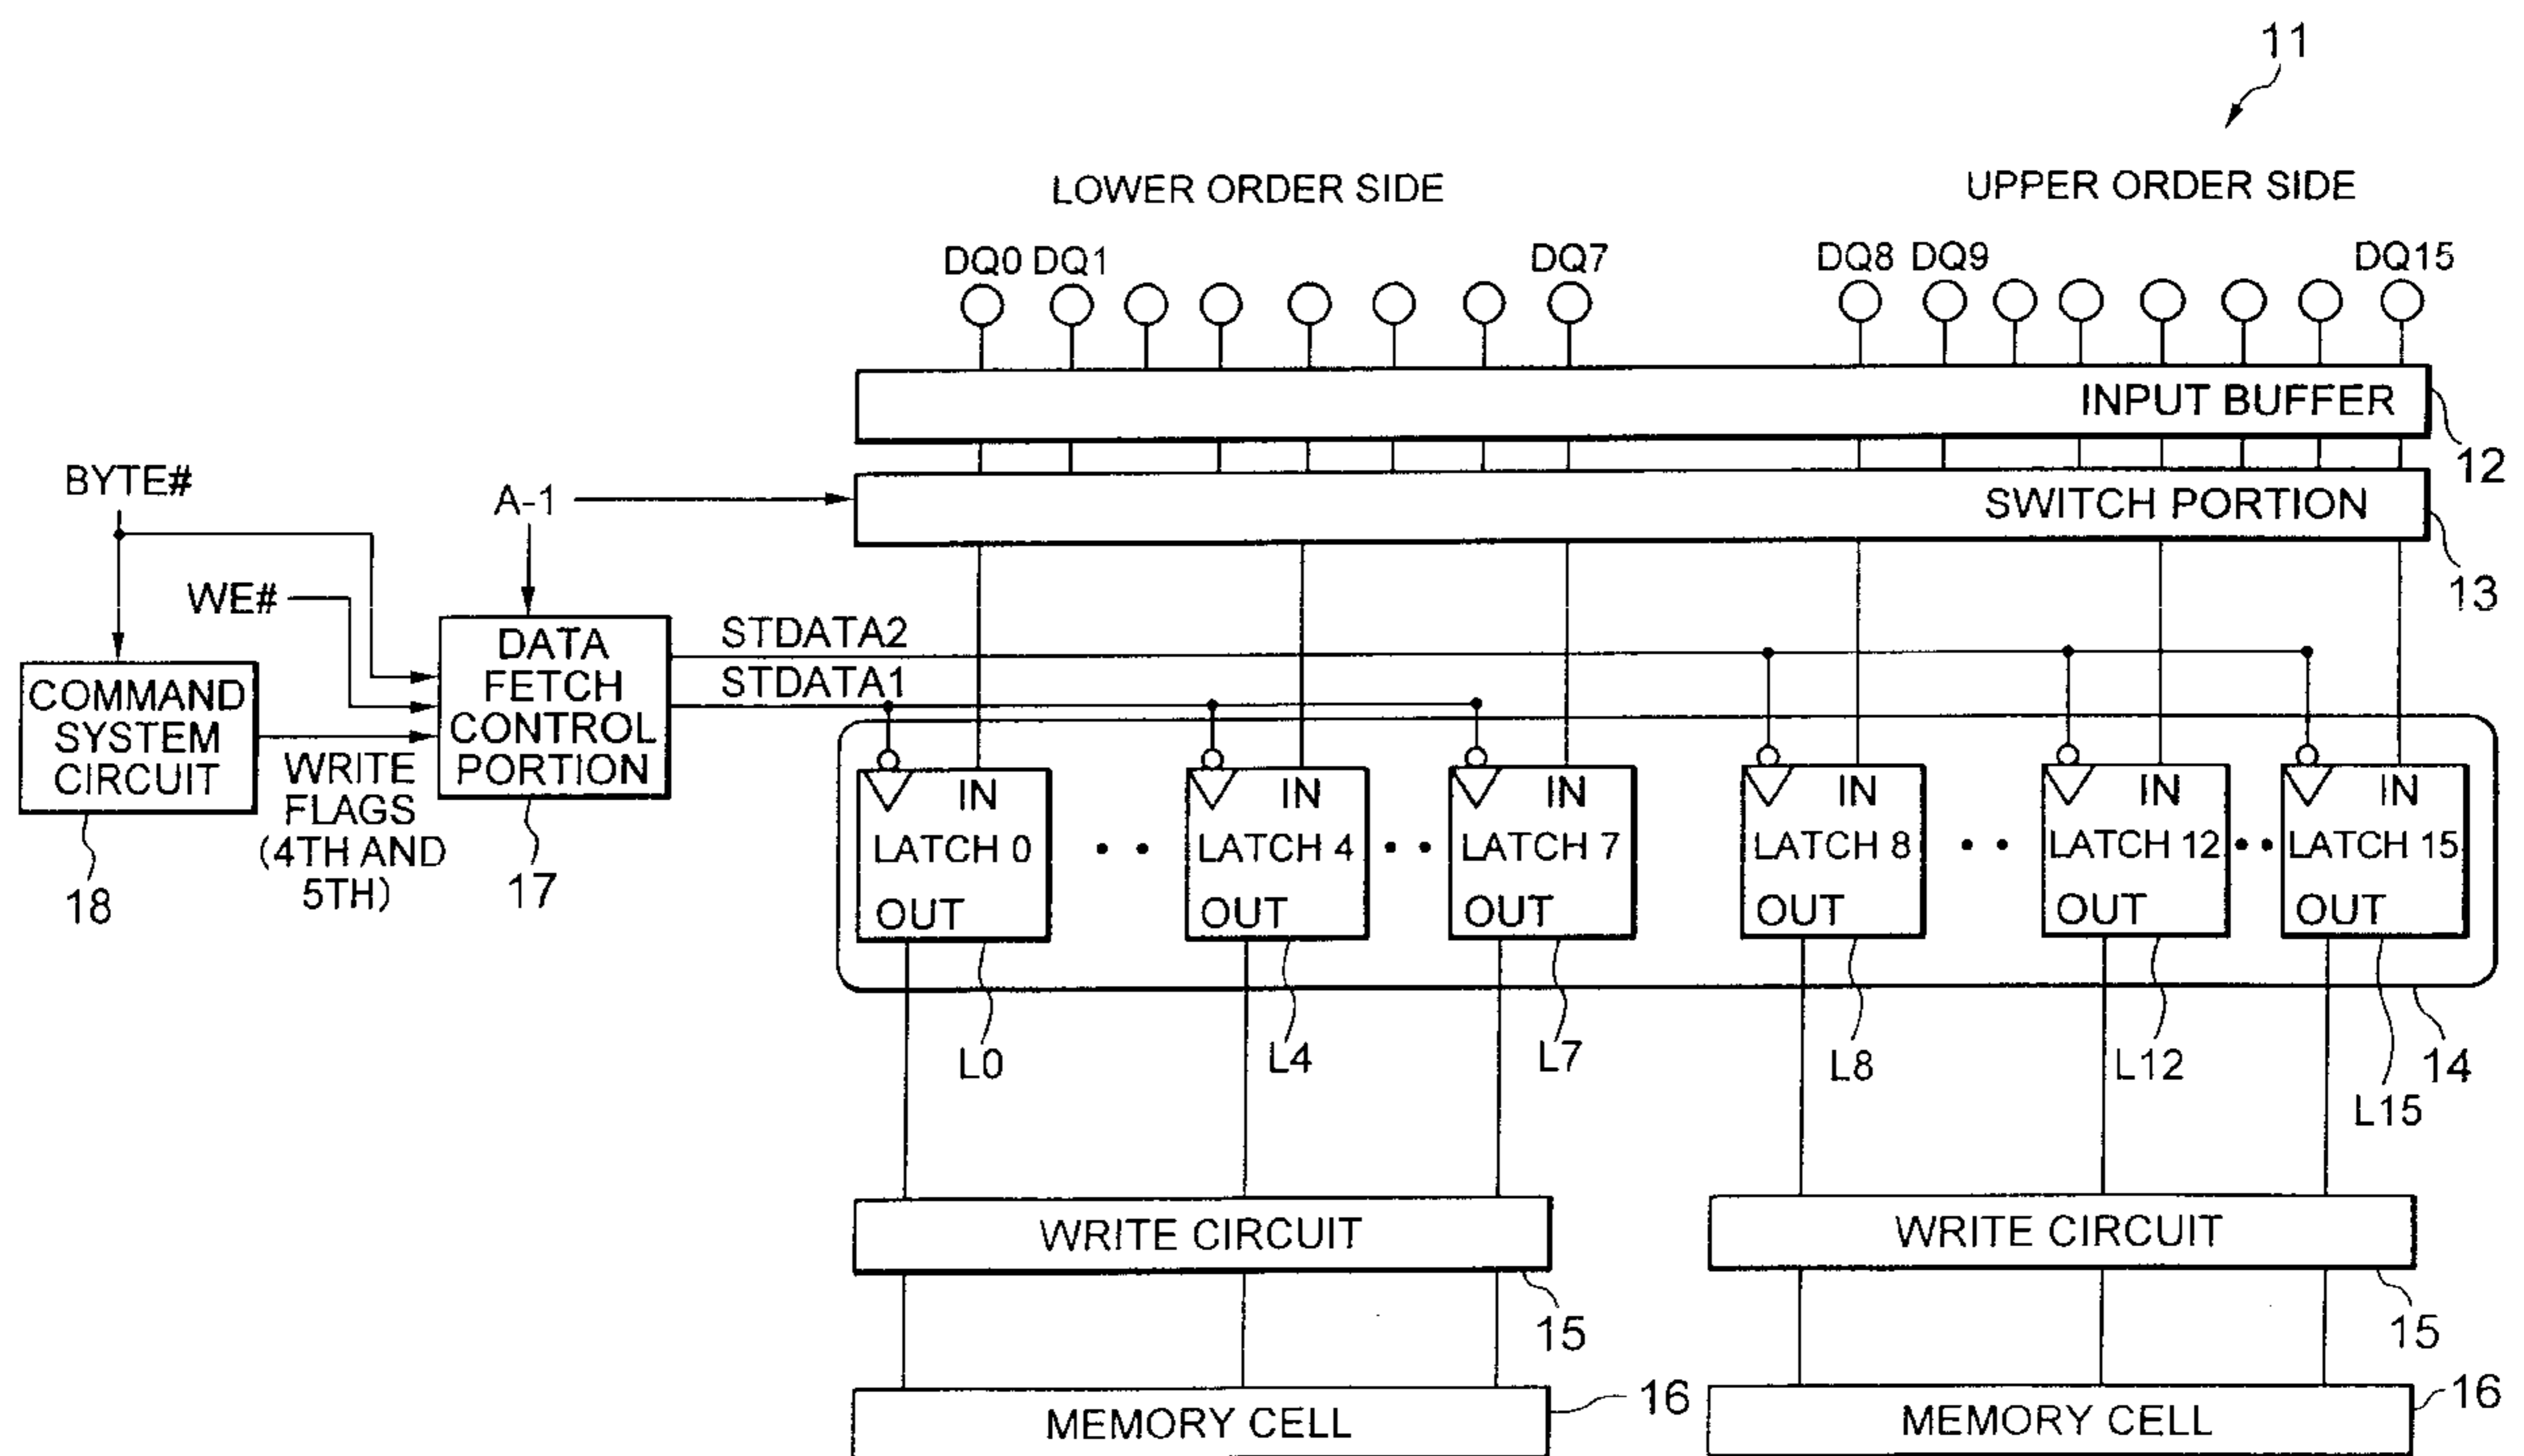 11
LOWER ORDER SIDE
UPPER ORDER SIDE
DQ0 DQ1 DQ7 DQ8 DQ9 DQ15
INPUT BUFFER
12
BYTE#
A-1
SWITCH PORTION
13
WE#
STDATA2
STDATA1
COMMAND
SYSTEM
CIRCUIT
18
WRITE
FLAGS
(4TH AND
5TH)
DATA
FETCH
CONTROL
PORTION
17
IN
LATCH 0
OUT
IN
LATCH 4
OUT
IN
LATCH 7
OUT
IN
LATCH 8
OUT
IN
LATCH 12
OUT
IN
LATCH 15
OUT
L0
L4
L7
L8
L12
L15
14
WRITE CIRCUIT
15
WRITE CIRCUIT
15
MEMORY CELL
16
MEMORY CELL
16